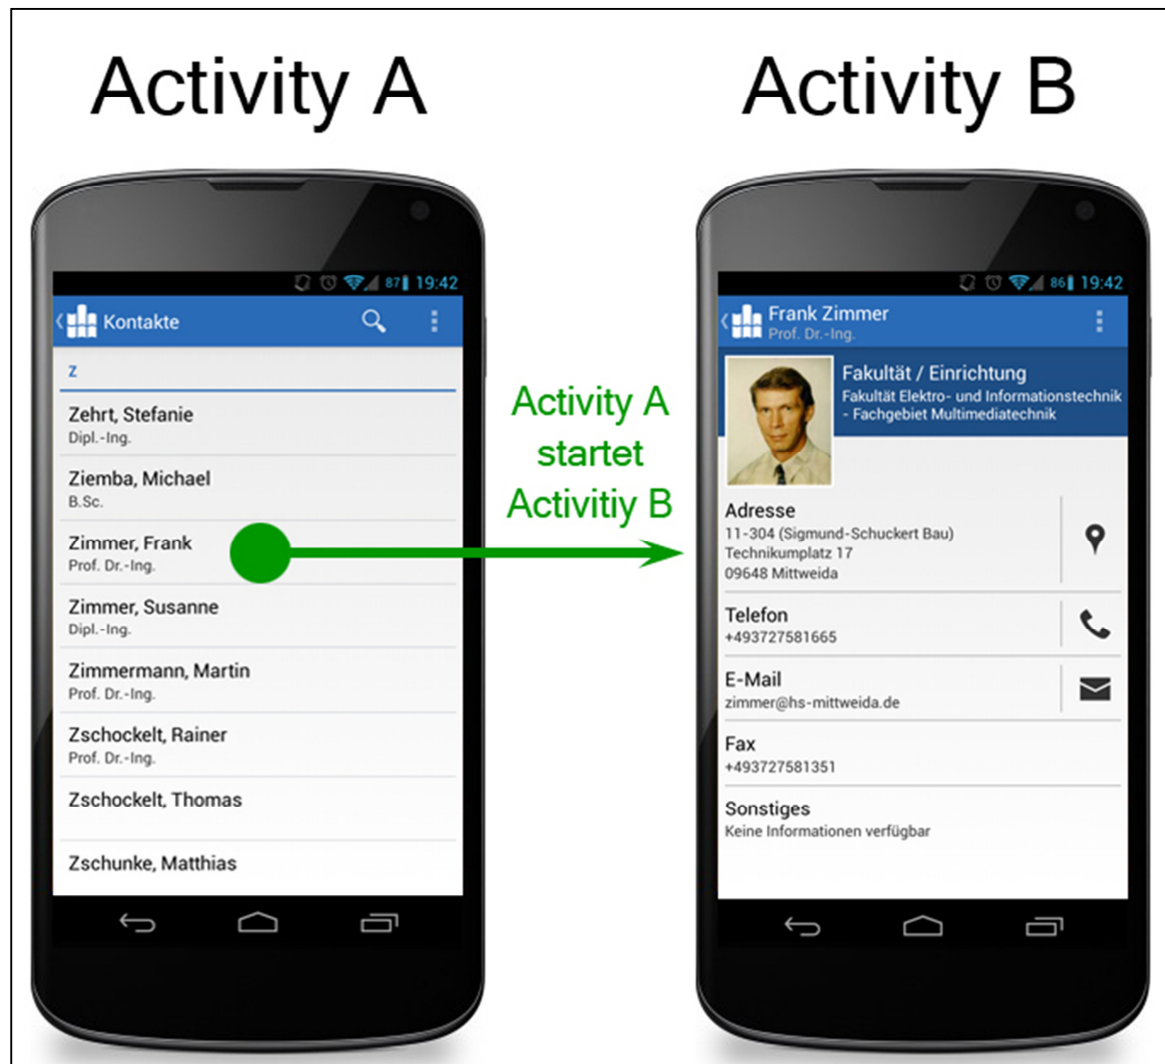 Activity A
Activity B
87 19:42
Kontakte
Z
Zehrt, Stefanie
Dipl.-Ing.
Ziemba, Michael
B.Sc.
Zimmer, Frank
Prof. Dr.-Ing.
Zimmer, Susanne
Dipl.-Ing.
Zimmermann, Martin
Prof. Dr.-Ing.
Zschockelt, Rainer
Prof. Dr.-Ing.
Zschockelt, Thomas
Zschunke, Matthias
Activity A
startet
Activitiy B
86 19:42
Frank Zimmer
Prof. Dr.-Ing.
Fakultät / Einrichtung
Fakultät Elektro- und Informationstechnik
- Fachgebiet Multimediatechnik
Adresse
11-304 (Sigmund-Schuckert Bau)
Technikumplatz 17
09648 Mittweida
Telefon
+493727581665
E-Mail
zimmer@hs-mittweida.de
Fax
+493727581351
Sonstiges
Keine Informationen verfügbar